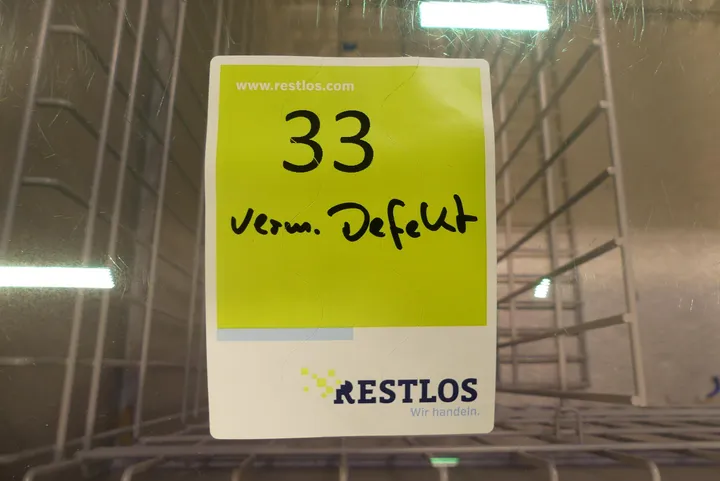 www.restlos.com
33
verm. Defekt
RESTLOS
Wir handeln.